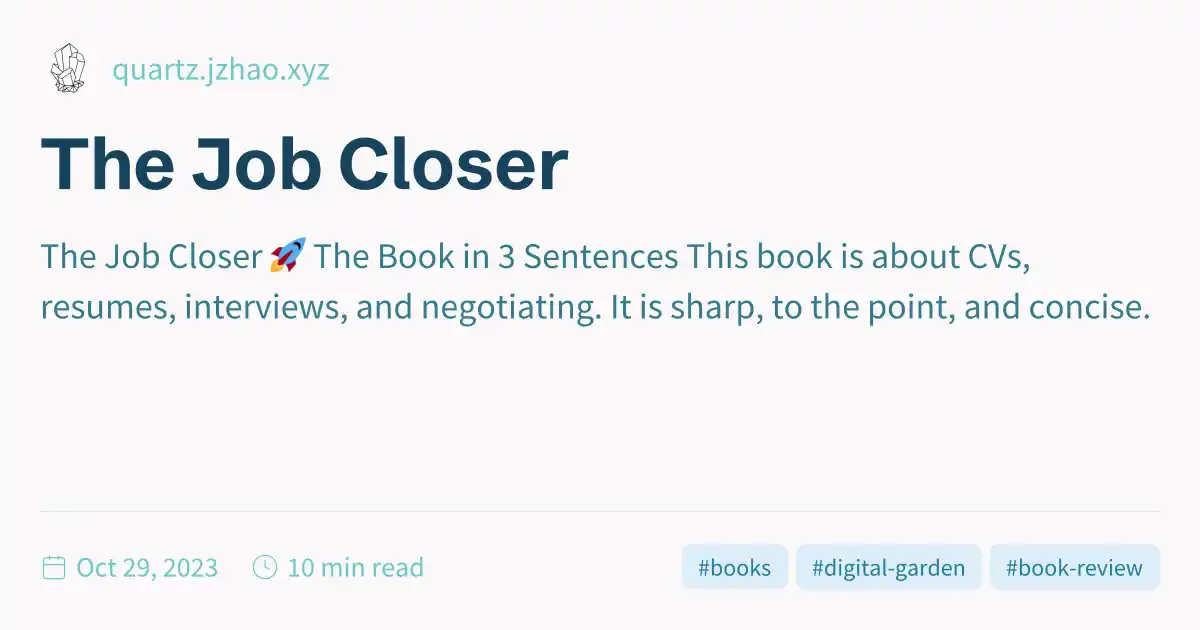 quartz.jzhao.xyz
The Job Closer
The Job Closer 🚀 The Book in 3 Sentences This book is about CVs,
resumes, interviews, and negotiating. It is sharp, to the point, and concise.
Oct 29, 2023 10 min read #books #digital-garden #book-review